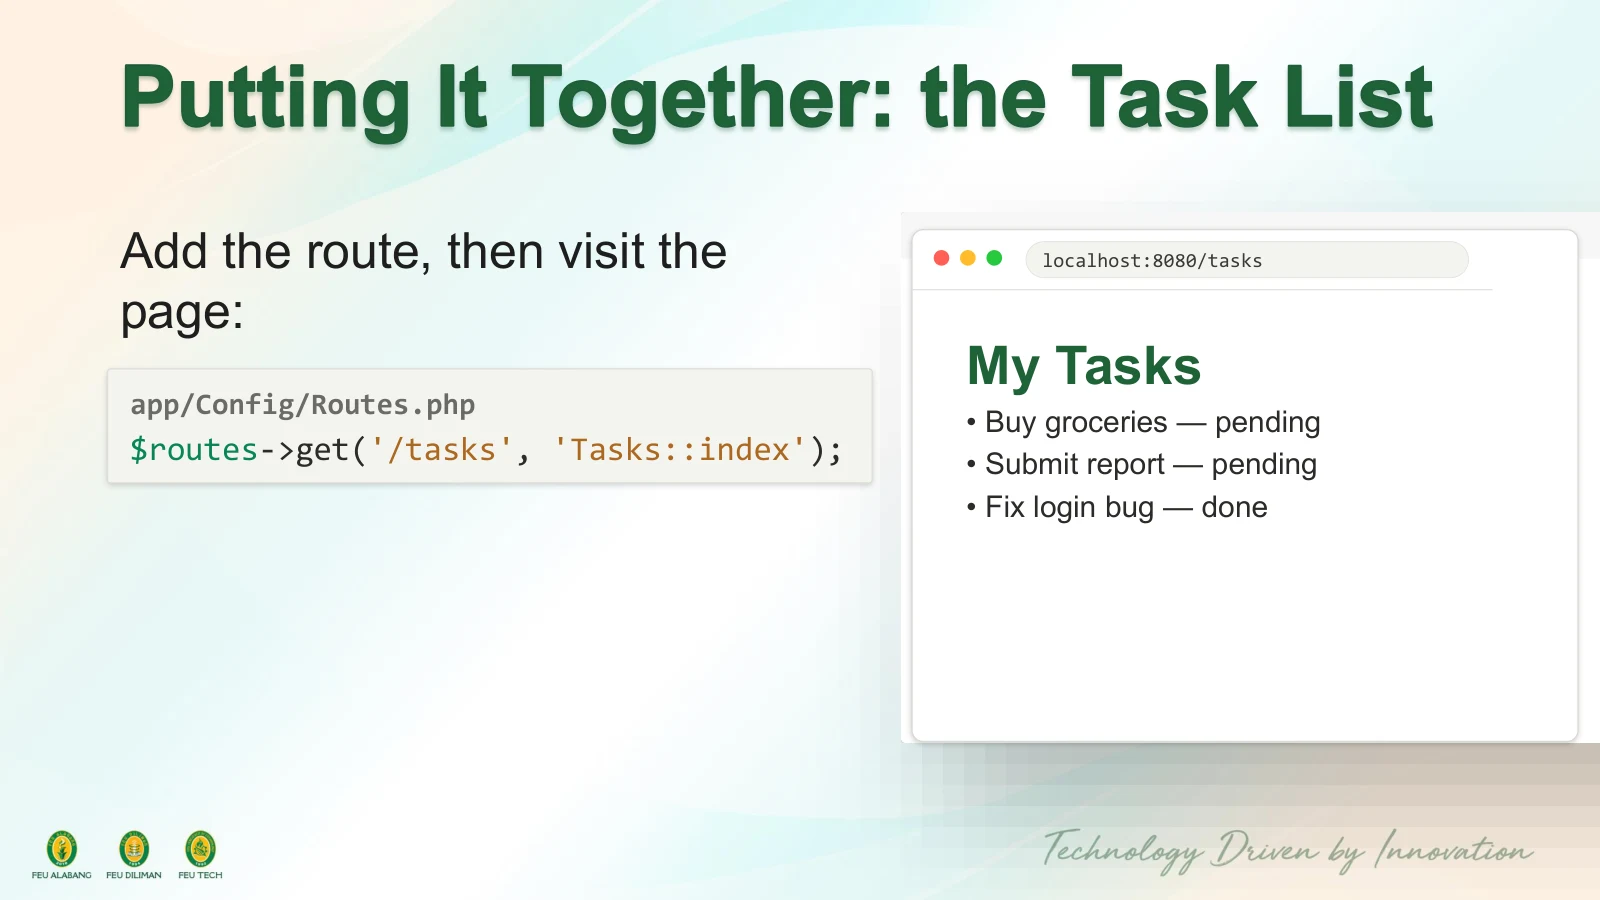 Putting It Together: the Task List
Add the route, then visit the
page:
app/Config/Routes.php
$routes->get('/tasks', 'Tasks::index');
localhost:8080/tasks
My Tasks
• Buy groceries — pending
• Submit report — pending
• Fix login bug — done
FEU ALABANG
FEU DILIMAN
FEU TECH
Technology Driven by Innovation